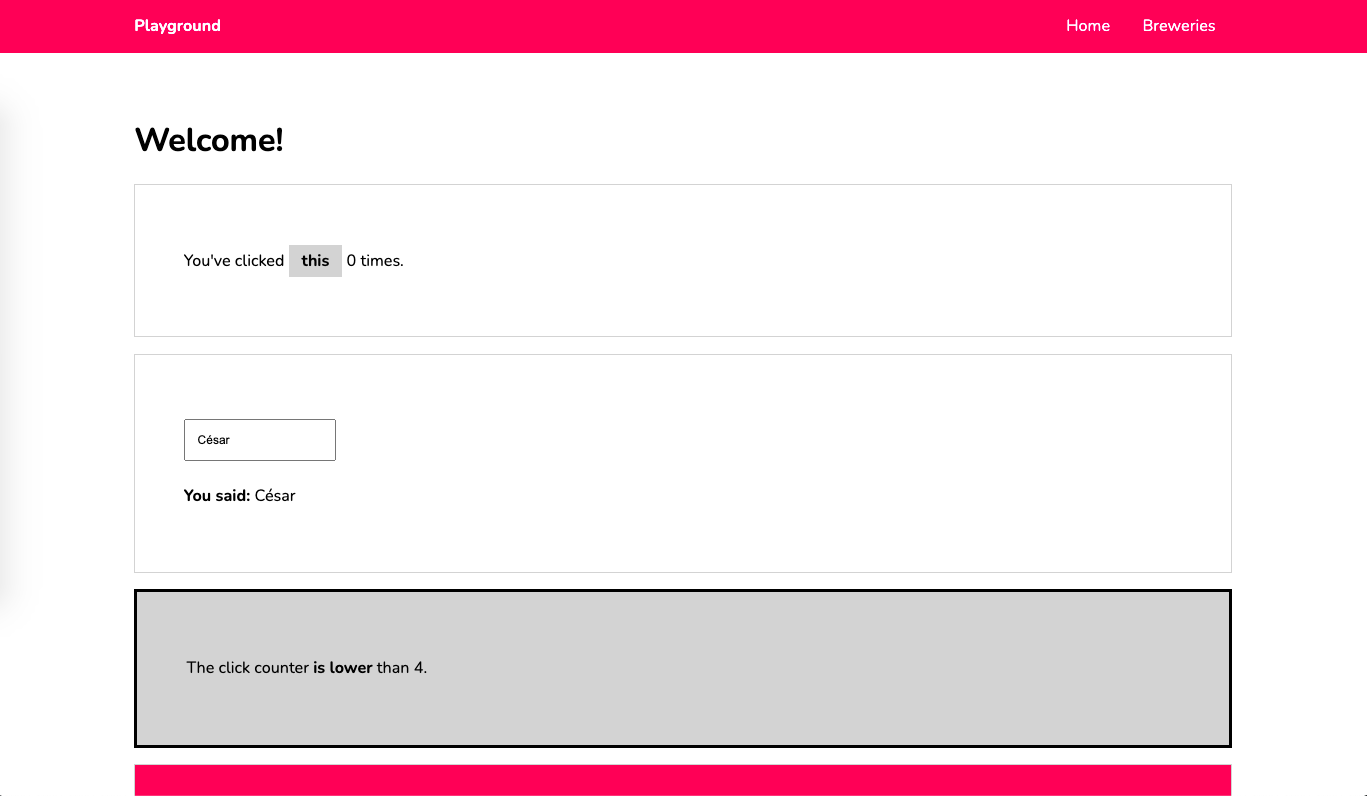 Playground Home Breweries
Welcome!
You've clicked this 0 times.
César
You said: César
The click counter is lower than 4.